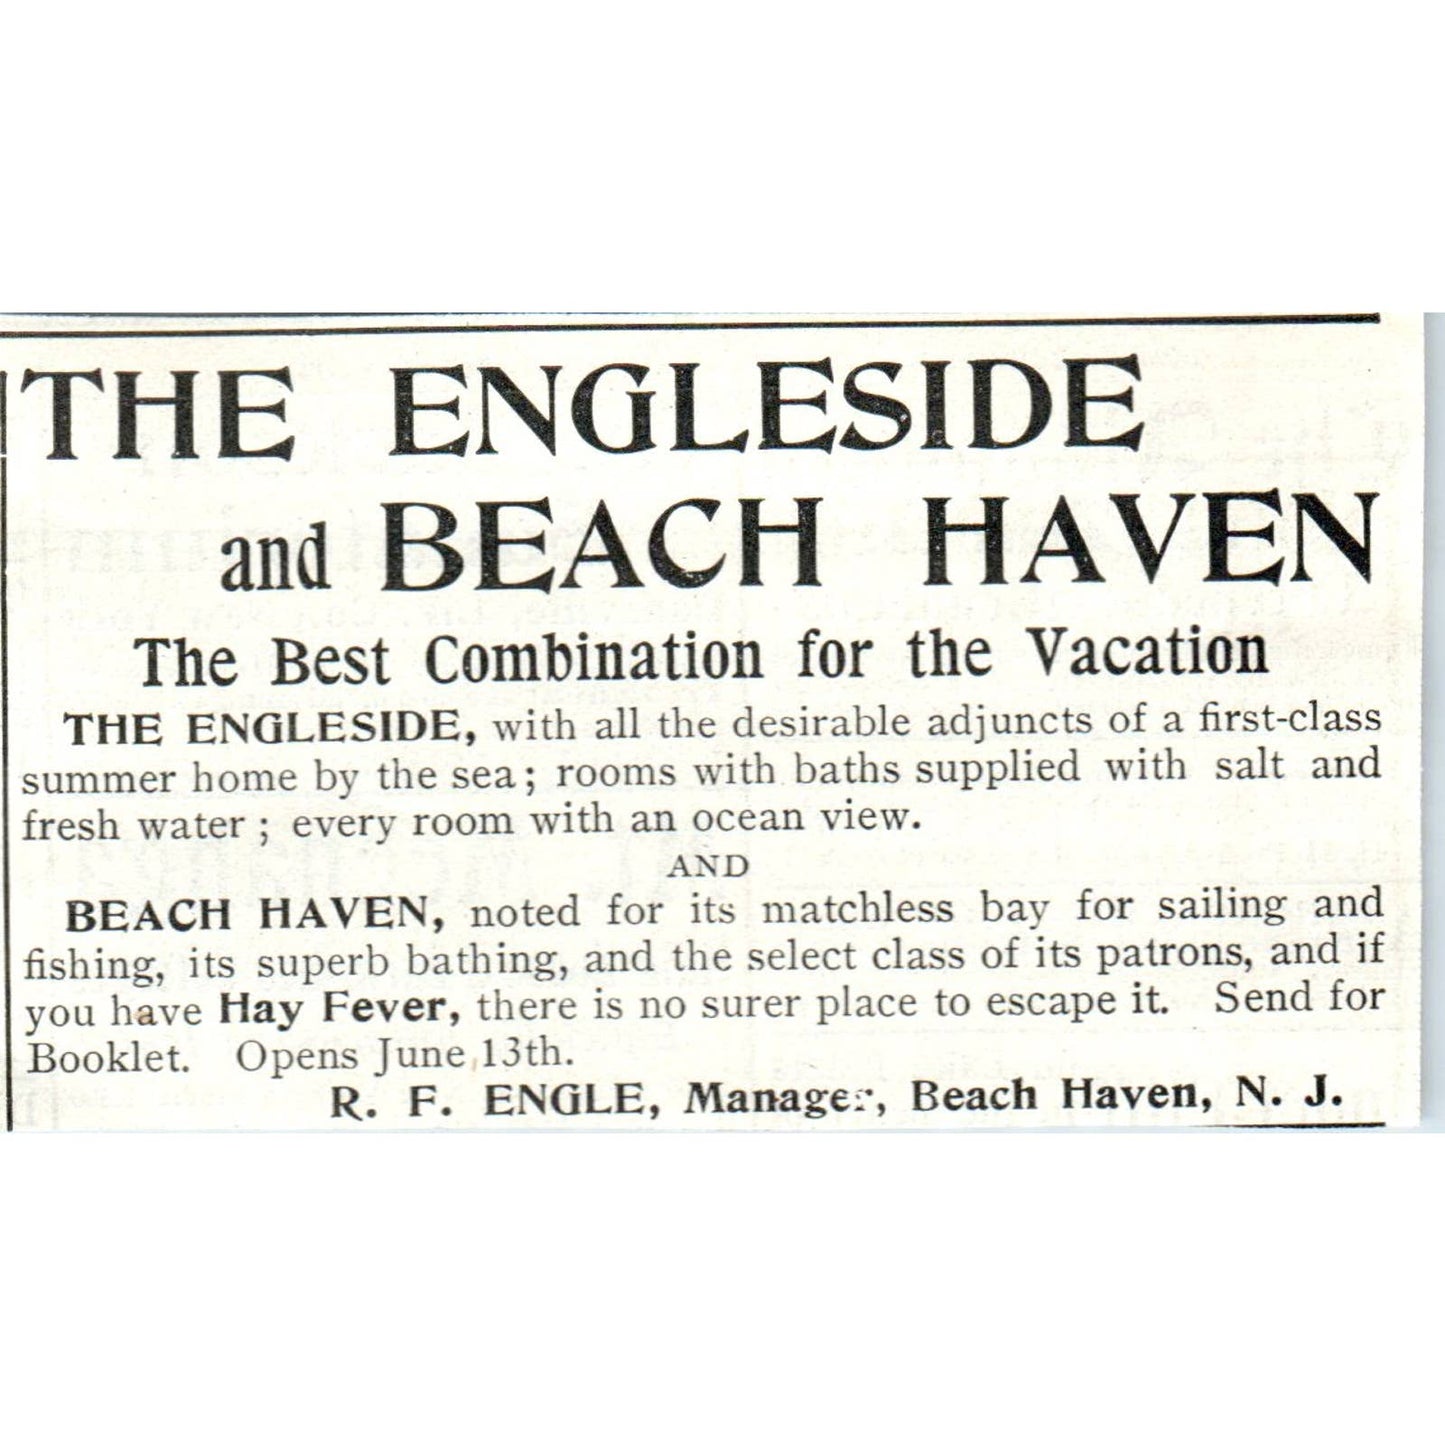 THE ENGLESIDE
and BEACH HAVEN
The Best Combination for the Vacation
THE ENGLESIDE, with all the desirable adjuncts of a first-class
summer home by the sea; rooms with baths supplied with salt and
fresh water; every room with an ocean view.
AND
BEACH HAVEN, noted for its matchless bay for sailing and
fishing, its superb bathing, and the select class of its patrons, and if
you have Hay Fever, there is no surer place to escape it. Send for
Booklet. Opens June 13th.
R. F. ENGLE, Manager, Beach Haven, N. J.